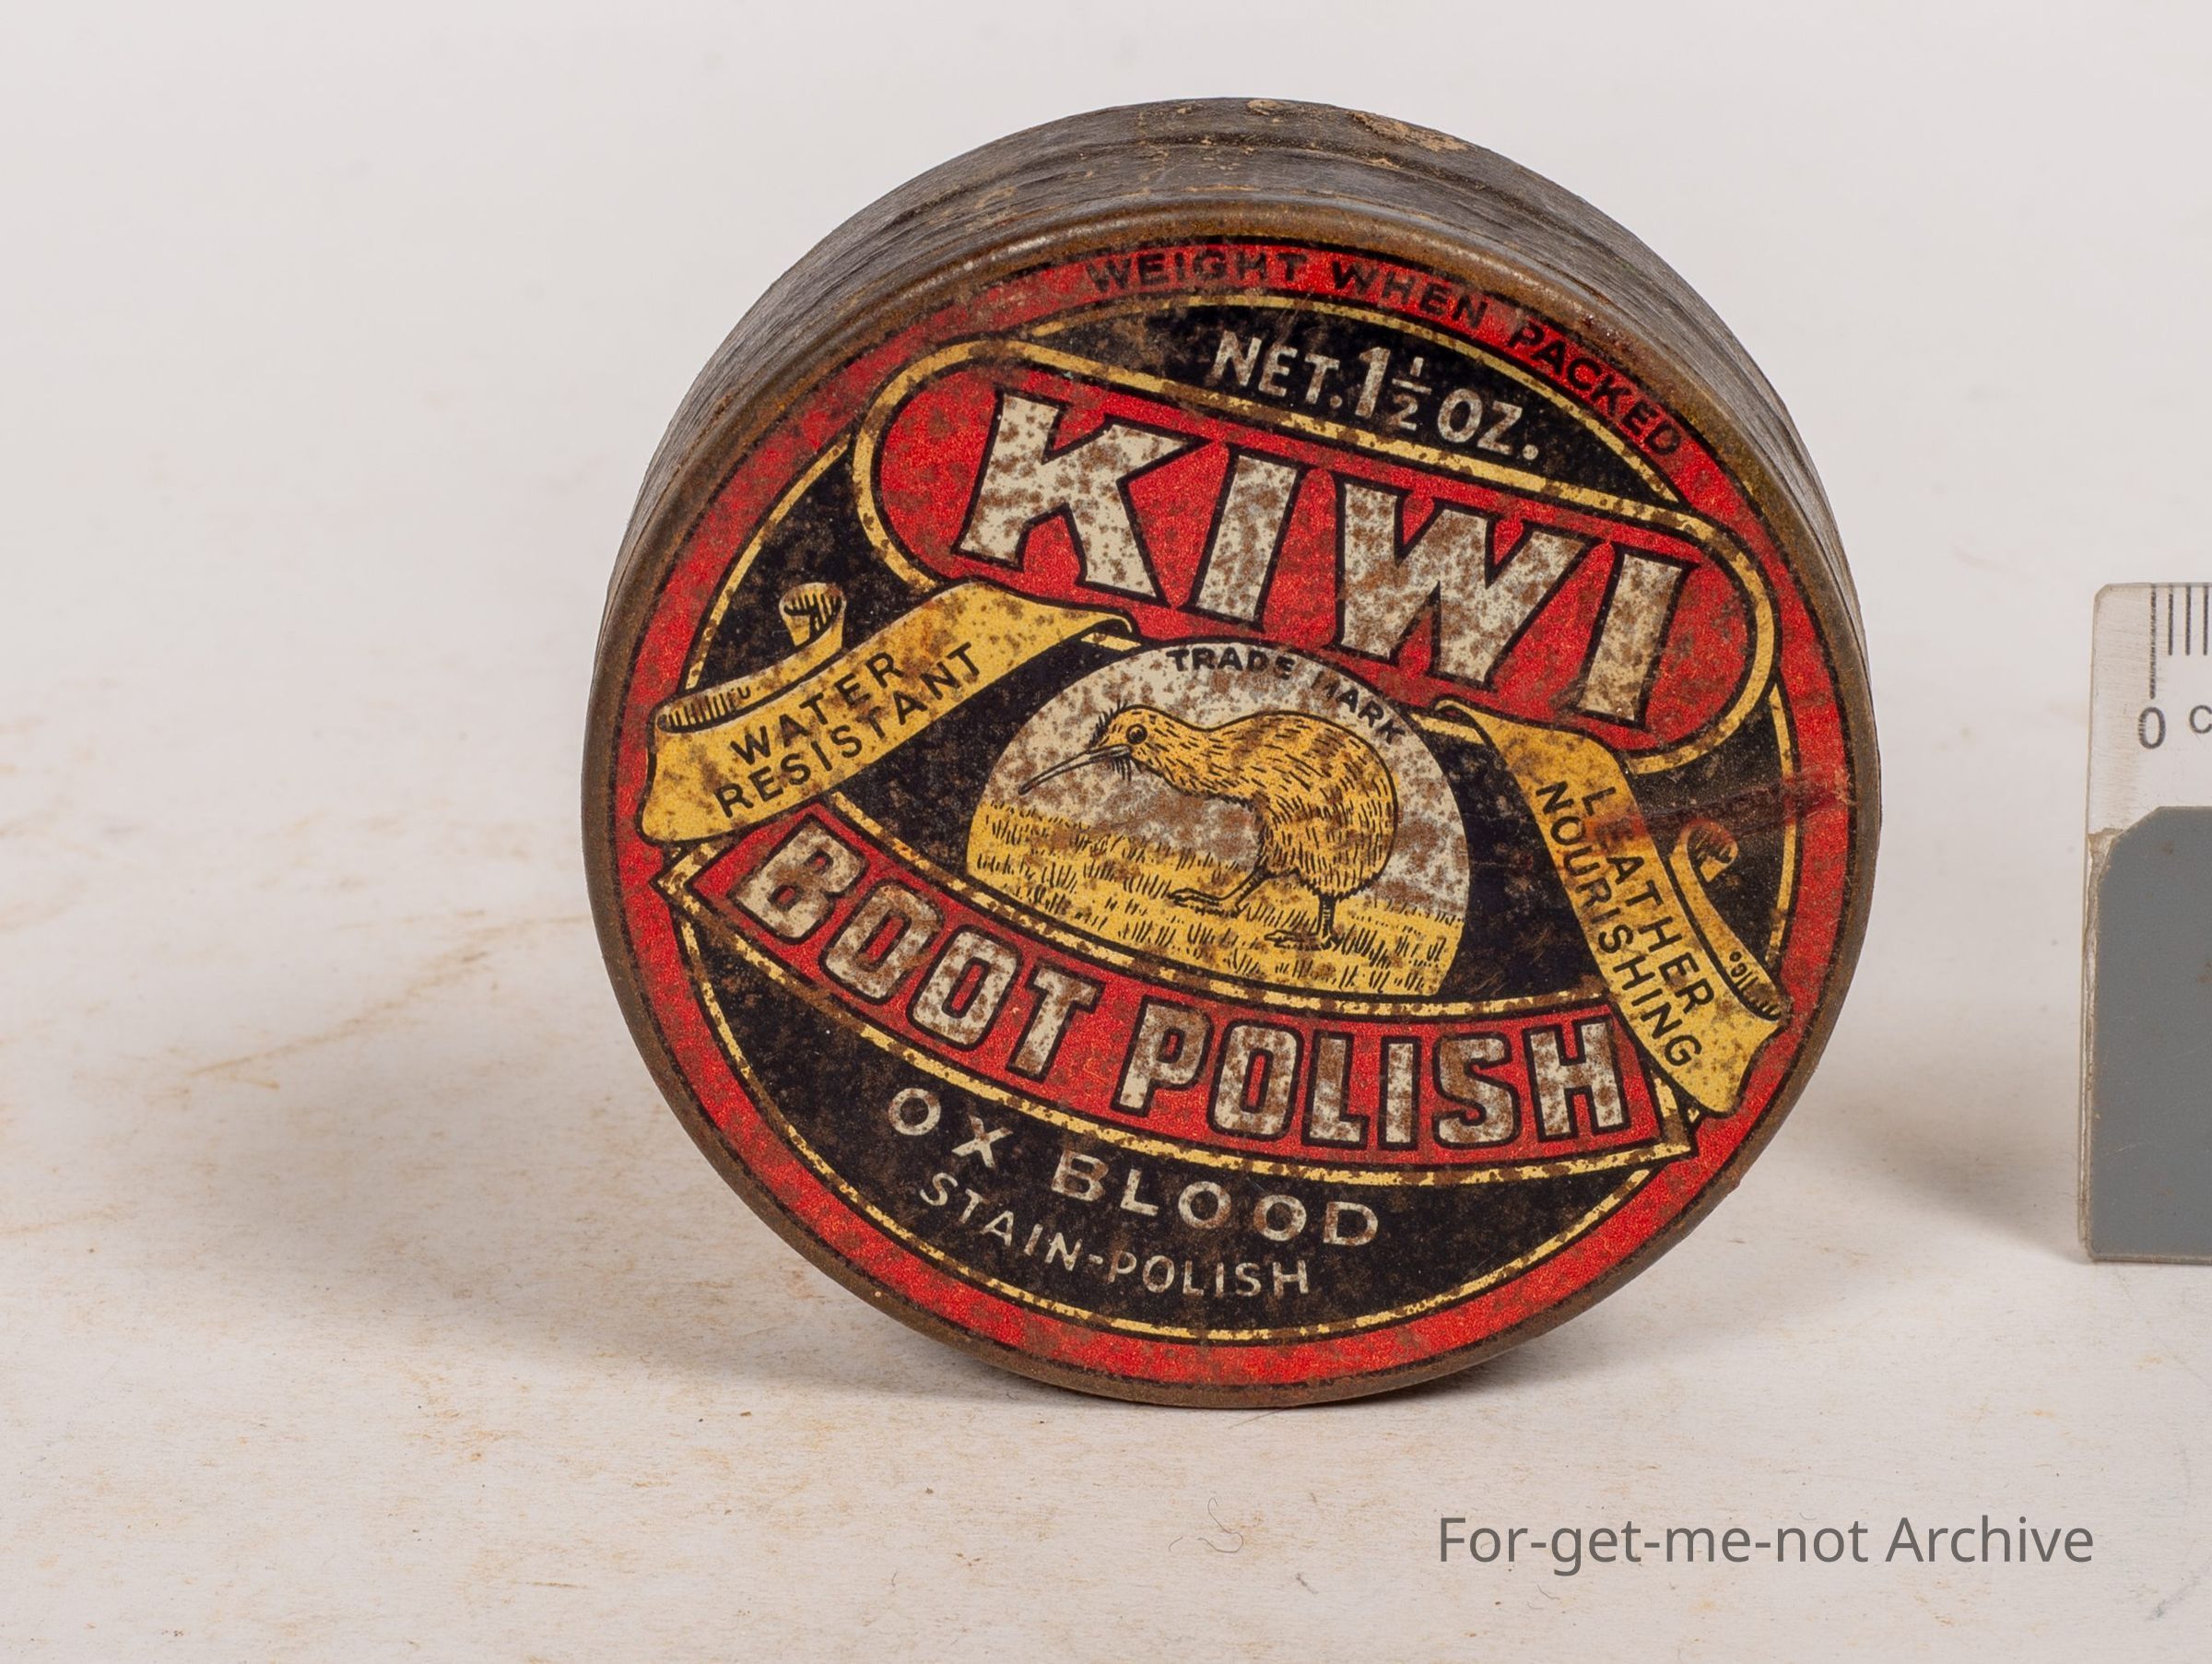 WEIGHT WHEN PACKED
NET. 1½ OZ.
KIWI
TRADE MARK
WATER
RESISTANT
LEATHER
NOURISHING
BOOT POLISH
OX BLOOD
STAIN-POLISH
0
For-get-me-not Archive